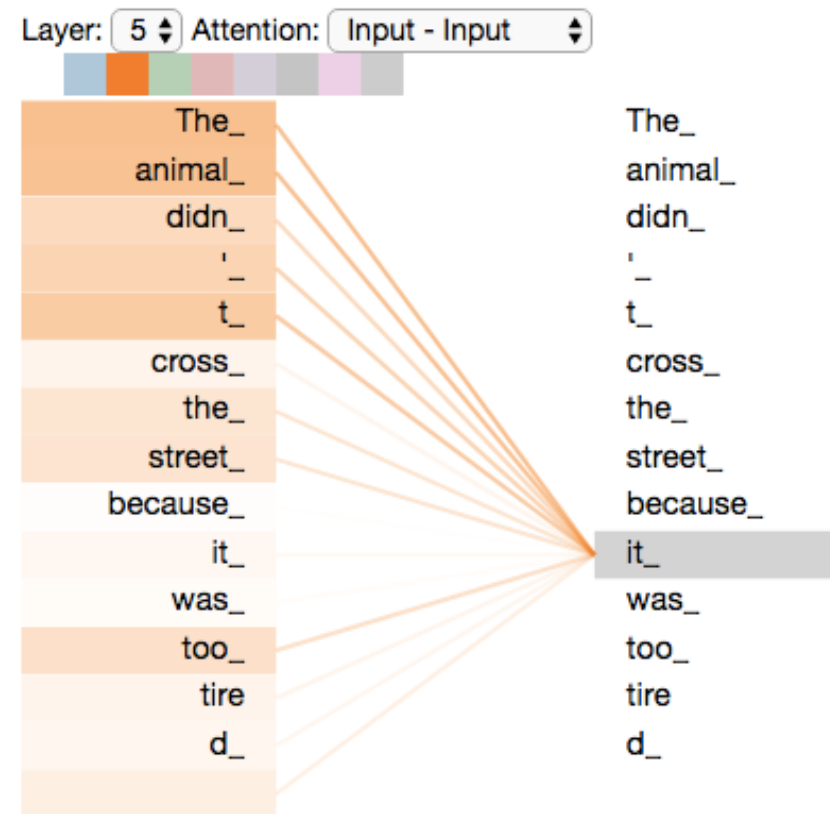 Layer: 5 Attention: Input - Input
The_ The_
animal_ animal_
didn_ didn_
'_ '_
t_ t_
cross_ cross_
the_ the_
street_ street_
because_ because_
it_ it_
was_ was_
too_ too_
tire tire
d_ d_